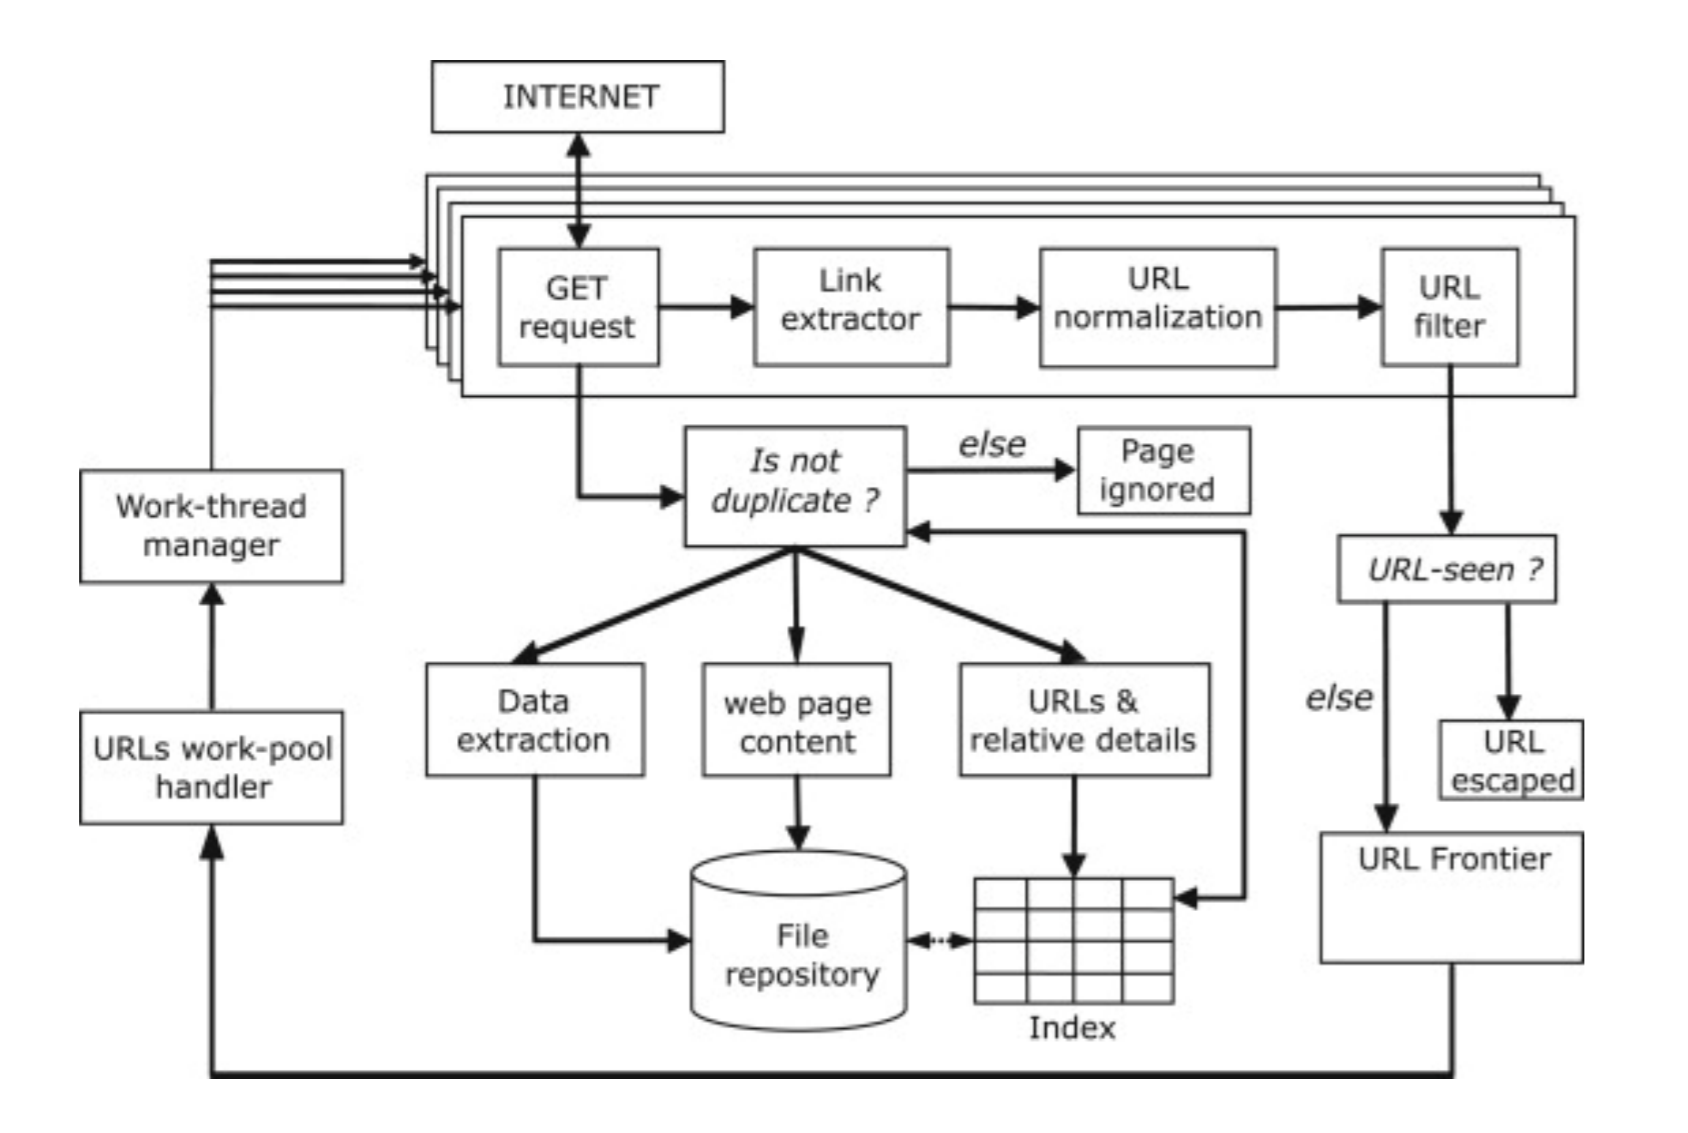 INTERNET
GET
request
Link
extractor
URL
normalization
URL
filter
Is not
duplicate ?
else
Page
ignored
Work-thread
manager
URL-seen ?
Data
extraction
web page
content
URLs &
relative details
else
URLs work-pool
handler
URL
escaped
URL Frontier
File
repository
Index